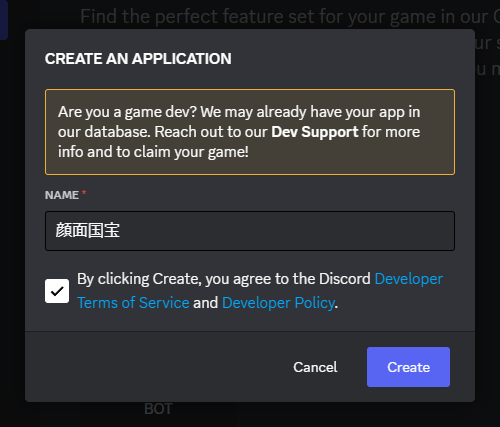 Find the perfect feature set for your game in our
CREATE AN APPLICATION
Are you a game dev? We may already have your app in
our database. Reach out to our Dev Support for more
info and to claim your game!
NAME *
顔面国宝
By clicking Create, you agree to the Discord Developer
Terms of Service and Developer Policy.
Cancel
Create
BOT